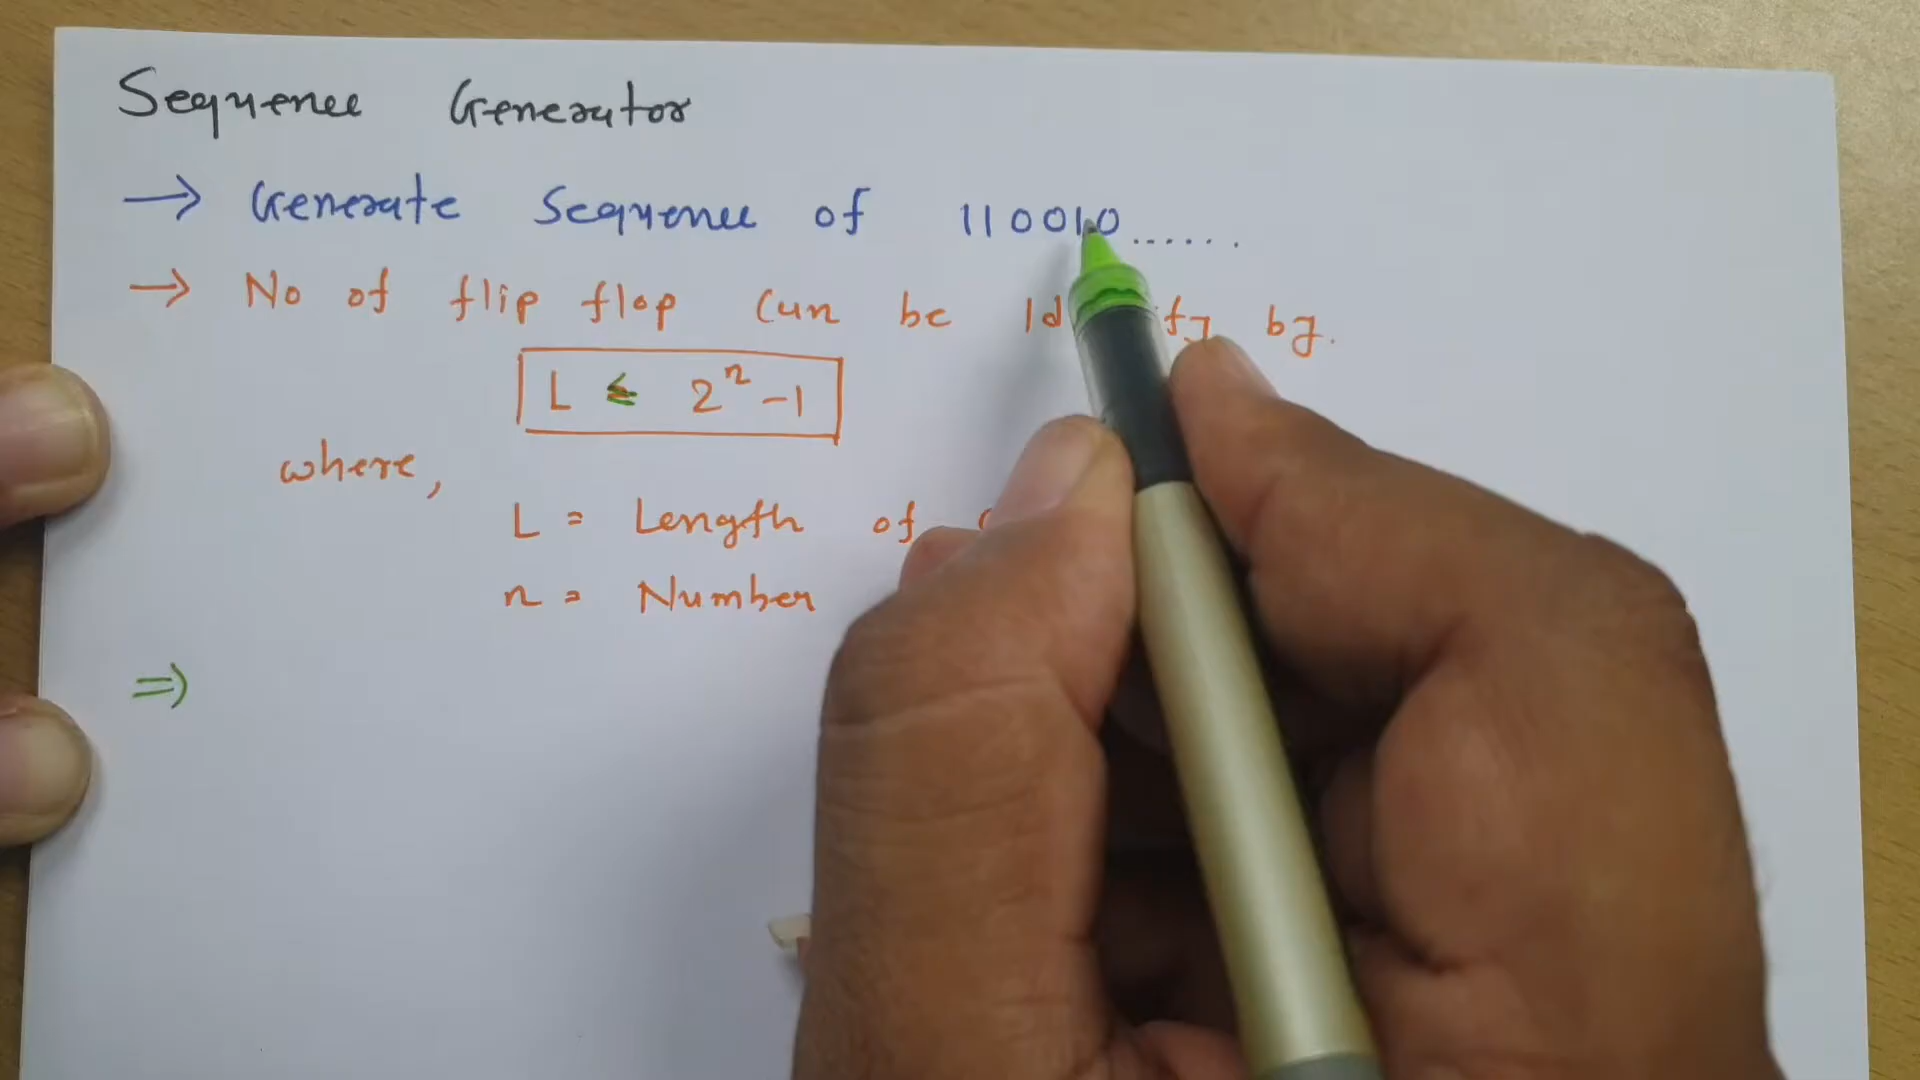 Sequence Generator
→ Generate Sequence of 110010......
→ No of flip flop Can be by.
L ≤ 2ⁿ-1
where,
L = Length of
n = Number
⇒